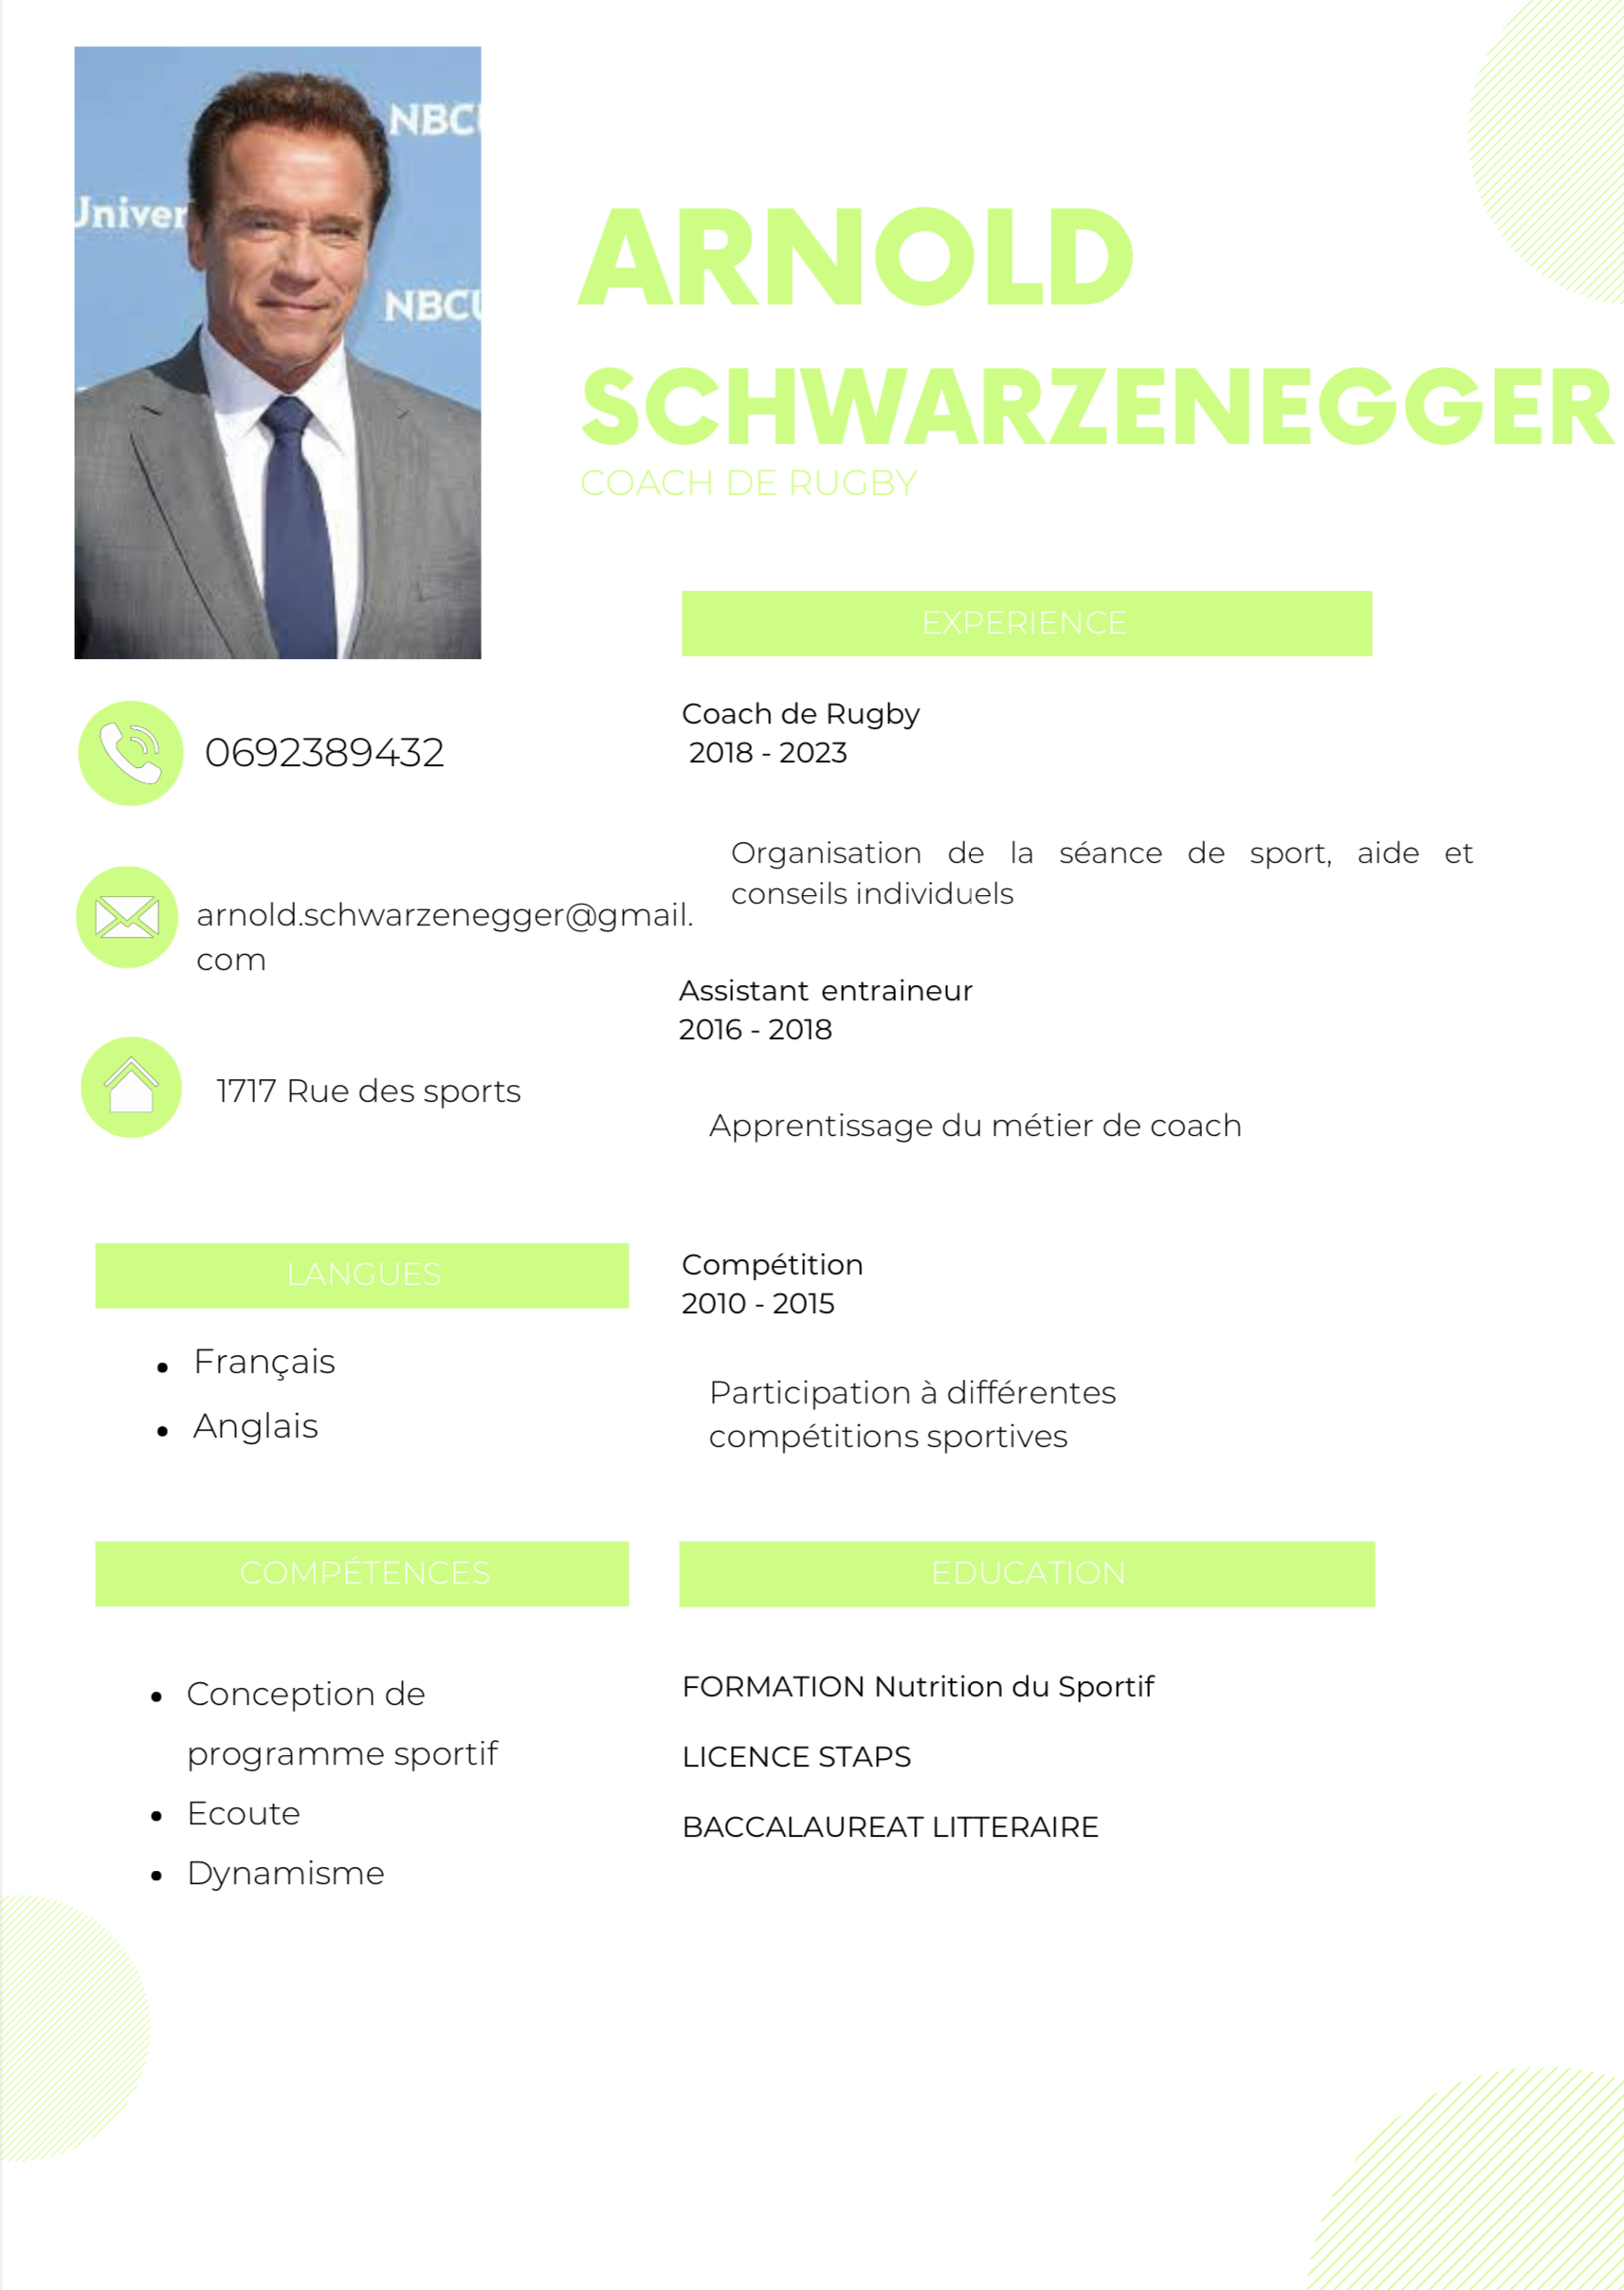 NBCU
Univer
NBCU
ARNOLD
SCHWARZENEGGER
COACH DE RUGBY
0692389432
arnold.schwarzenegger@gmail.
com
1717 Rue des sports
LANGUES
Français
Anglais
COMPÉTENCES
Conception de
programme sportif
Ecoute
Dynamisme
EXPERIENCE
Coach de Rugby
2018 - 2023
Organisation de la séance de sport, aide et
conseils individuels
Assistant entraineur
2016 - 2018
Apprentissage du métier de coach
Compétition
2010 - 2015
Participation à différentes
compétitions sportives
EDUCATION
FORMATION Nutrition du Sportif
LICENCE STAPS
BACCALAUREAT LITTERAIRE